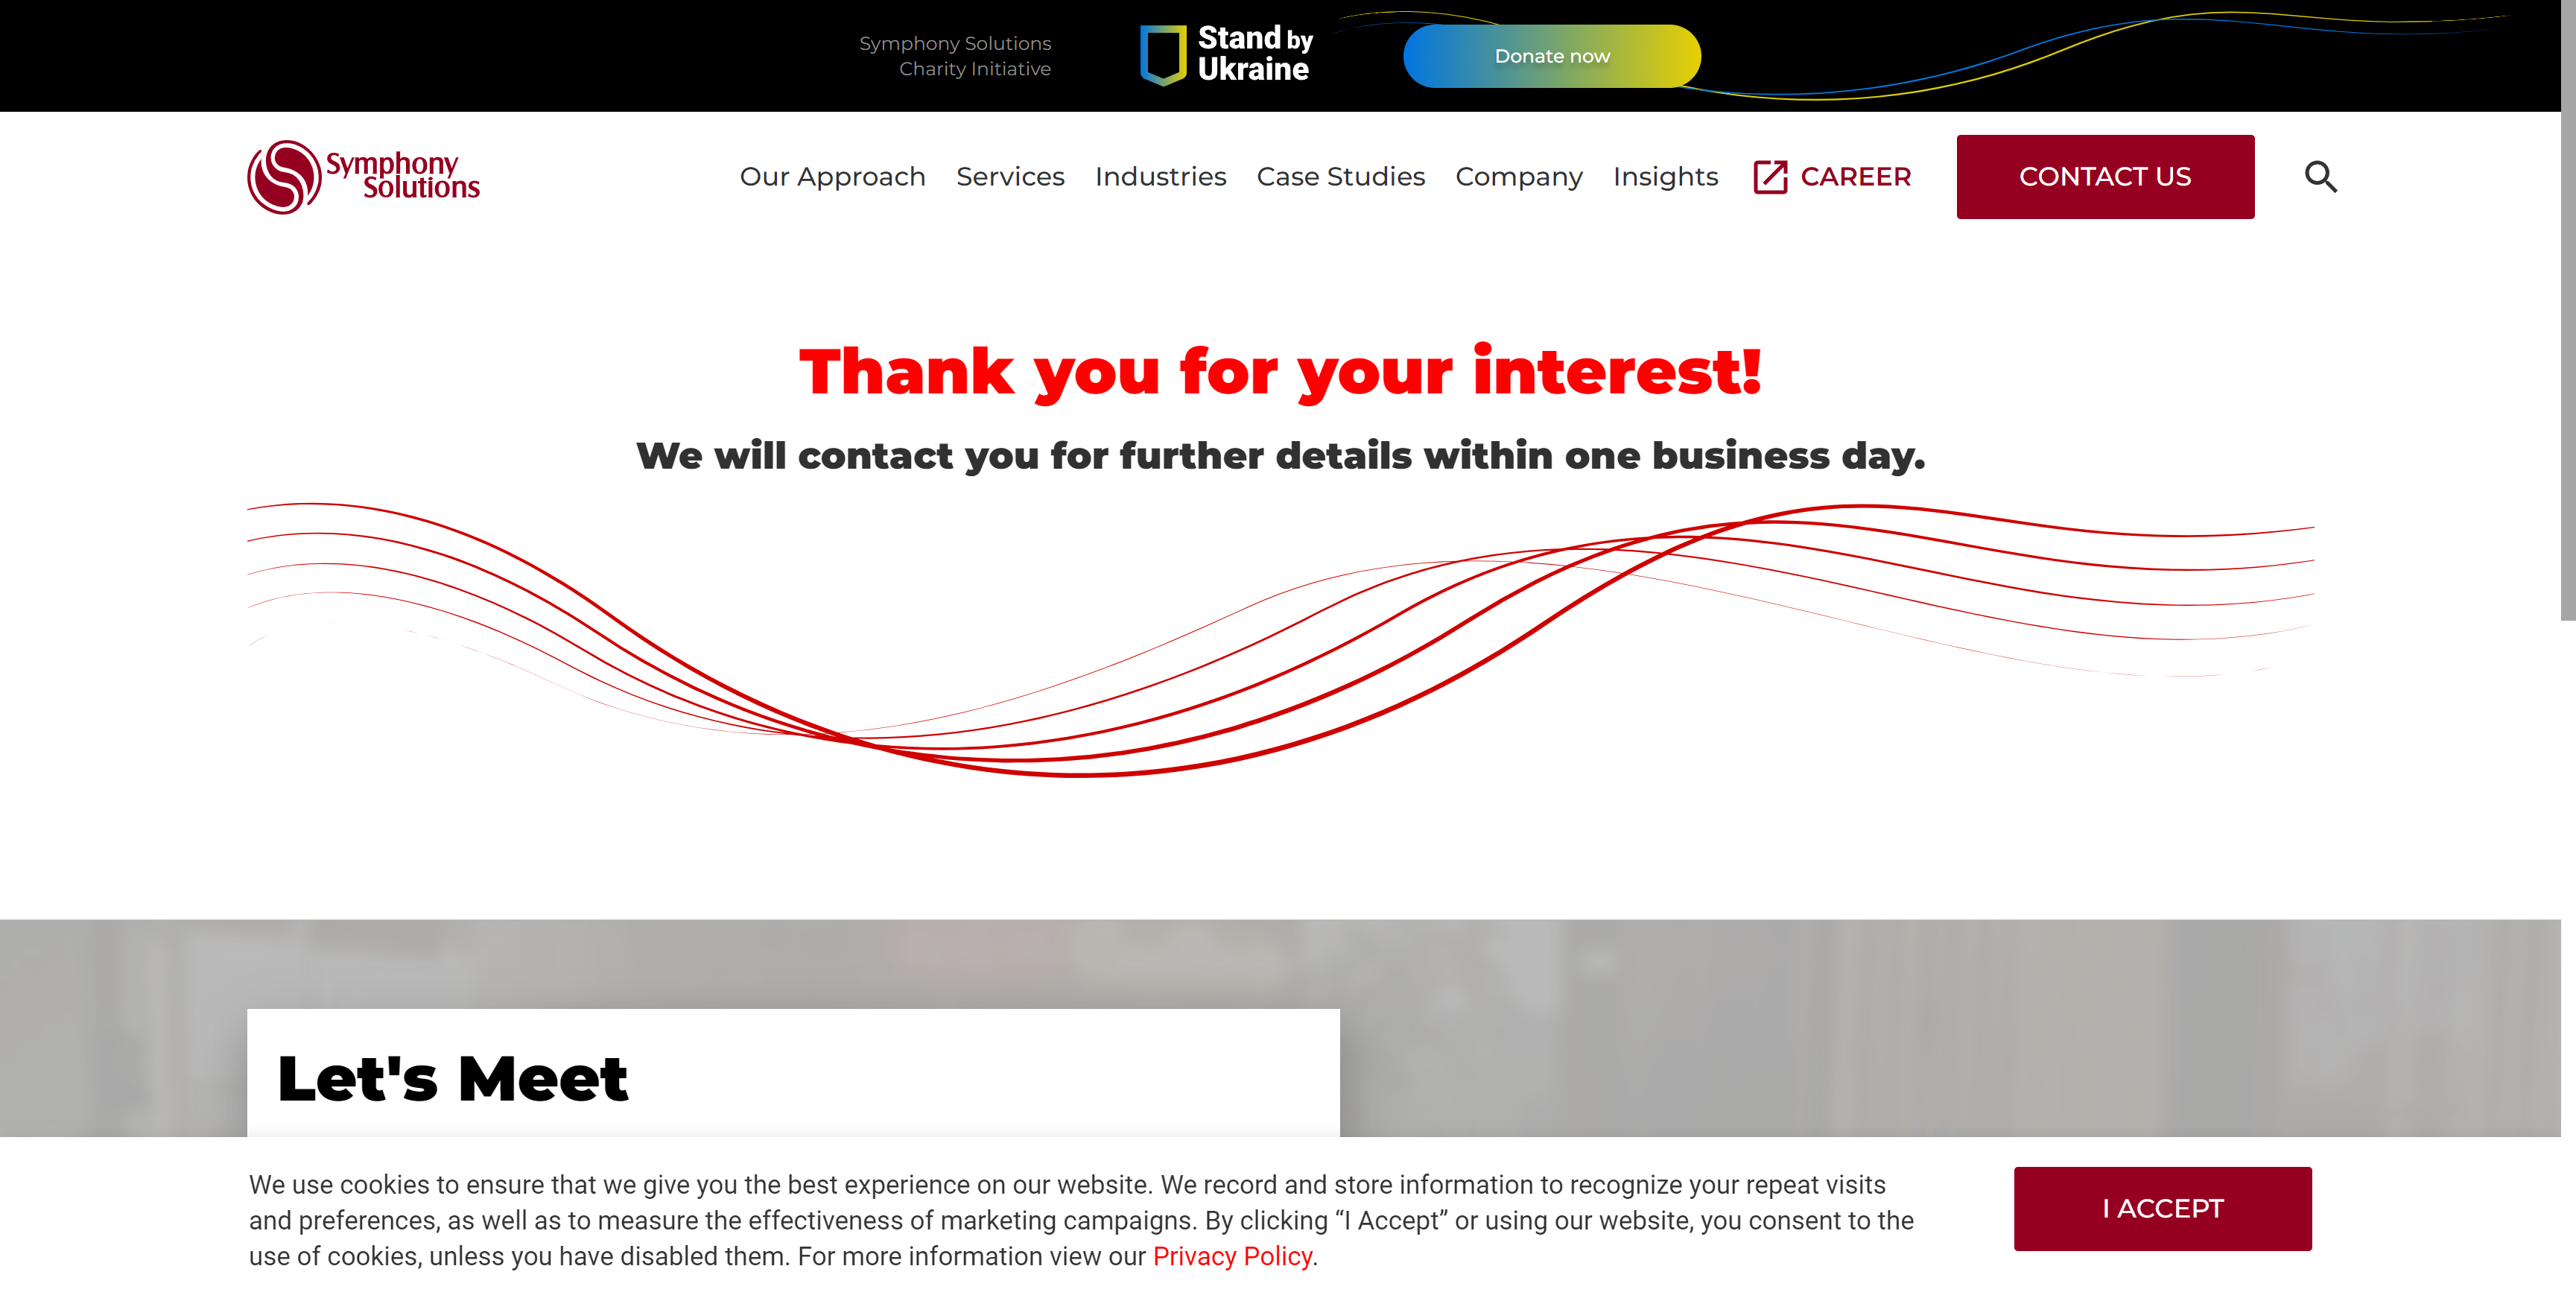 Symphony Solutions
Charity Initiative
Stand by
Ukraine
Donate now
Symphony
Solutions
Our Approach Services Industries Case Studies Company Insights CAREER CONTACT US
Thank you for your interest!
We will contact you for further details within one business day.
Let's Meet
We use cookies to ensure that we give you the best experience on our website. We record and store information to recognize your repeat visits
and preferences, as well as to measure the effectiveness of marketing campaigns. By clicking “I Accept” or using our website, you consent to the
use of cookies, unless you have disabled them. For more information view our Privacy Policy.
I ACCEPT